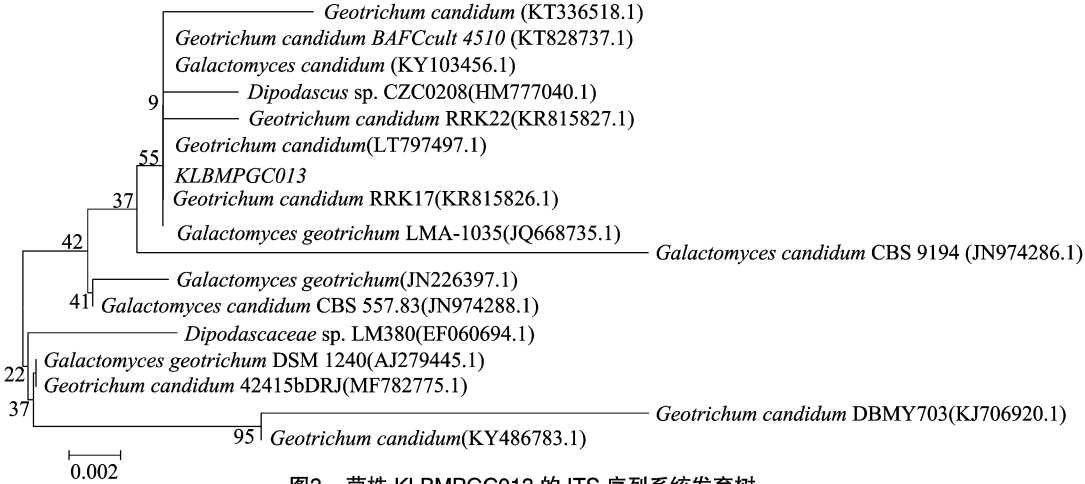 Geotrichum candidum (KT336518.1)
Geotrichum candidum BAFCcult 4510 (KT828737.1)
Galactomyces candidum (KY103456.1)
Dipodascus sp. CZC0208(HM777040.1)
9
Geotrichum candidum RRK22(KR815827.1)
Geotrichum candidum(LT797497.1)
55
KLBMPGC013
37
Geotrichum candidum RRK17(KR815826.1)
Galactomyces geotrichum LMA-1035(JQ668735.1)
42
Galactomyces candidum CBS 9194 (JN974286.1)
Galactomyces geotrichum(JN226397.1)
41
Galactomyces candidum CBS 557.83(JN974288.1)
Dipodascaceae sp. LM380(EF060694.1)
Galactomyces geotrichum DSM 1240(AJ279445.1)
22
Geotrichum candidum 42415bDRJ(MF782775.1)
37
Geotrichum candidum DBMY703(KJ706920.1)
95
Geotrichum candidum(KY486783.1)
0.002